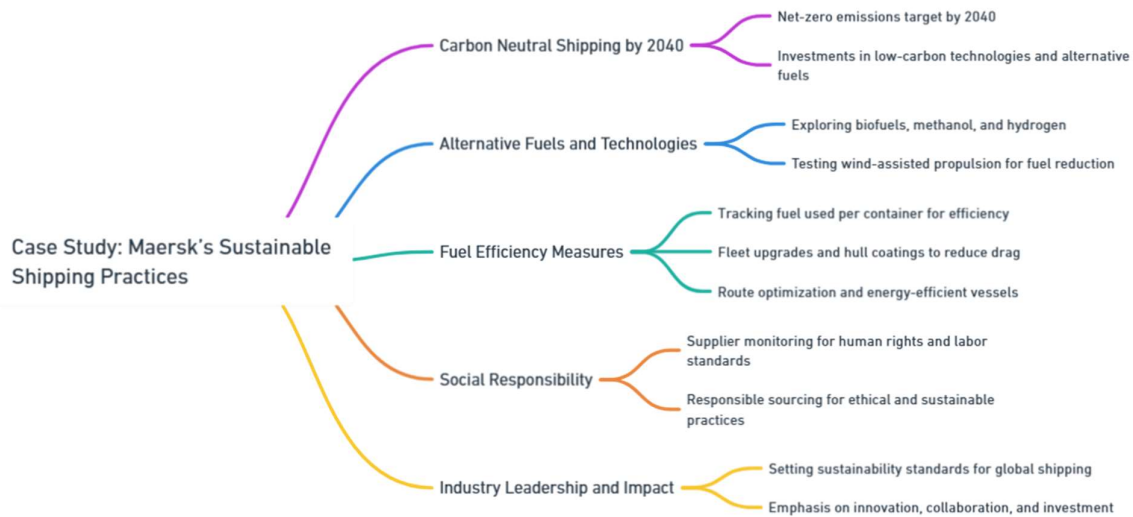 Case Study: Maersk's Sustainable
Shipping Practices
Carbon Neutral Shipping by 2040
Net-zero emissions target by 2040
Investments in low-carbon technologies and alternative
fuels
Alternative Fuels and Technologies
Exploring biofuels, methanol, and hydrogen
Testing wind-assisted propulsion for fuel reduction
Fuel Efficiency Measures
Tracking fuel used per container for efficiency
Fleet upgrades and hull coatings to reduce drag
Route optimization and energy-efficient vessels
Social Responsibility
Supplier monitoring for human rights and labor
standards
Responsible sourcing for ethical and sustainable
practices
Industry Leadership and Impact
Setting sustainability standards for global shipping
Emphasis on innovation, collaboration, and investment